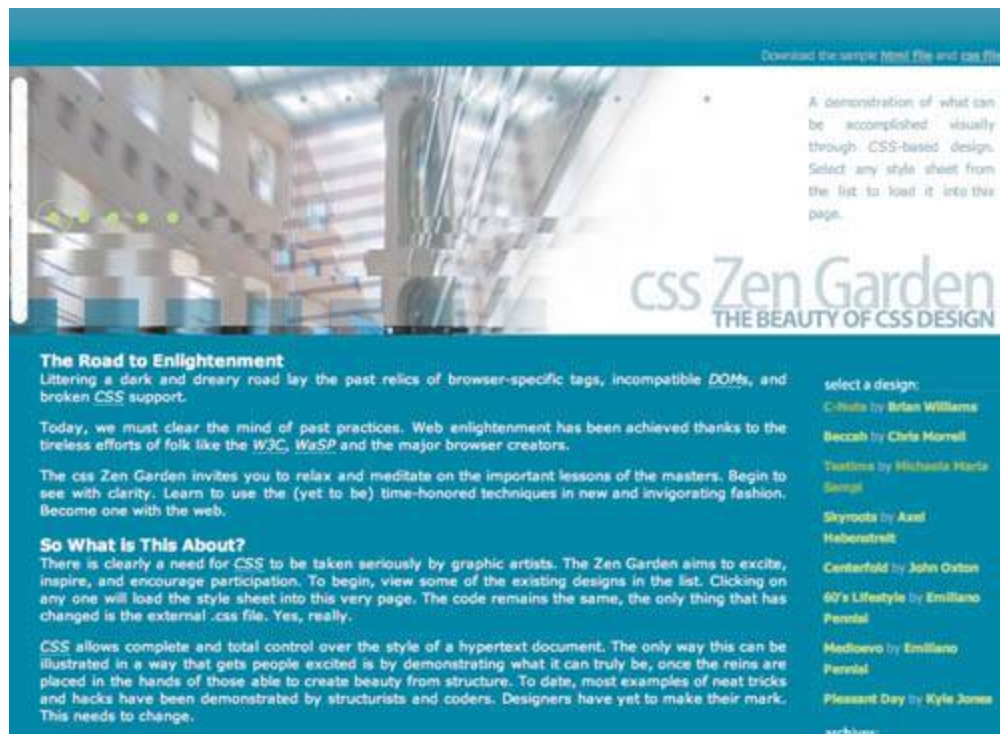 Download the sample html file and css file
A demonstration of what can
be accomplished visually
through CSS-based design.
Select any style sheet from
the list to load it into this
page.
css Zen Garden
THE BEAUTY OF CSS DESIGN
The Road to Enlightenment
Littering a dark and dreary road lay the past relics of browser-specific tags, incompatible DOMs, and
broken CSS support.
Today, we must clear the mind of past practices. Web enlightenment has been achieved thanks to the
tireless efforts of folk like the W3C, WaSP and the major browser creators.
The css Zen Garden invites you to relax and meditate on the important lessons of the masters. Begin to
see with clarity. Learn to use the (yet to be) time-honored techniques in new and invigorating fashion.
Become one with the web.
So What is This About?
There is clearly a need for CSS to be taken seriously by graphic artists. The Zen Garden aims to excite,
inspire, and encourage participation. To begin, view some of the existing designs in the list. Clicking on
any one will load the style sheet into this very page. The code remains the same, the only thing that has
changed is the external .css file. Yes, really.
CSS allows complete and total control over the style of a hypertext document. The only way this can be
illustrated in a way that gets people excited is by demonstrating what it can truly be, once the reins are
placed in the hands of those able to create beauty from structure. To date, most examples of neat tricks
and hacks have been demonstrated by structurists and coders. Designers have yet to make their mark.
This needs to change.
select a design:
C-Note by Brian Williams
Beccah by Chris Morrell
by Michaela Maria
Sampl
Skyroots by Axel
Hebenstreit
Centerfold by John Oxton
60's Lifestyle by Emiliano
Pennisi
Medioevo by Emiliano
Pennisi
Pleasant Day by Kyle Jones
archives: